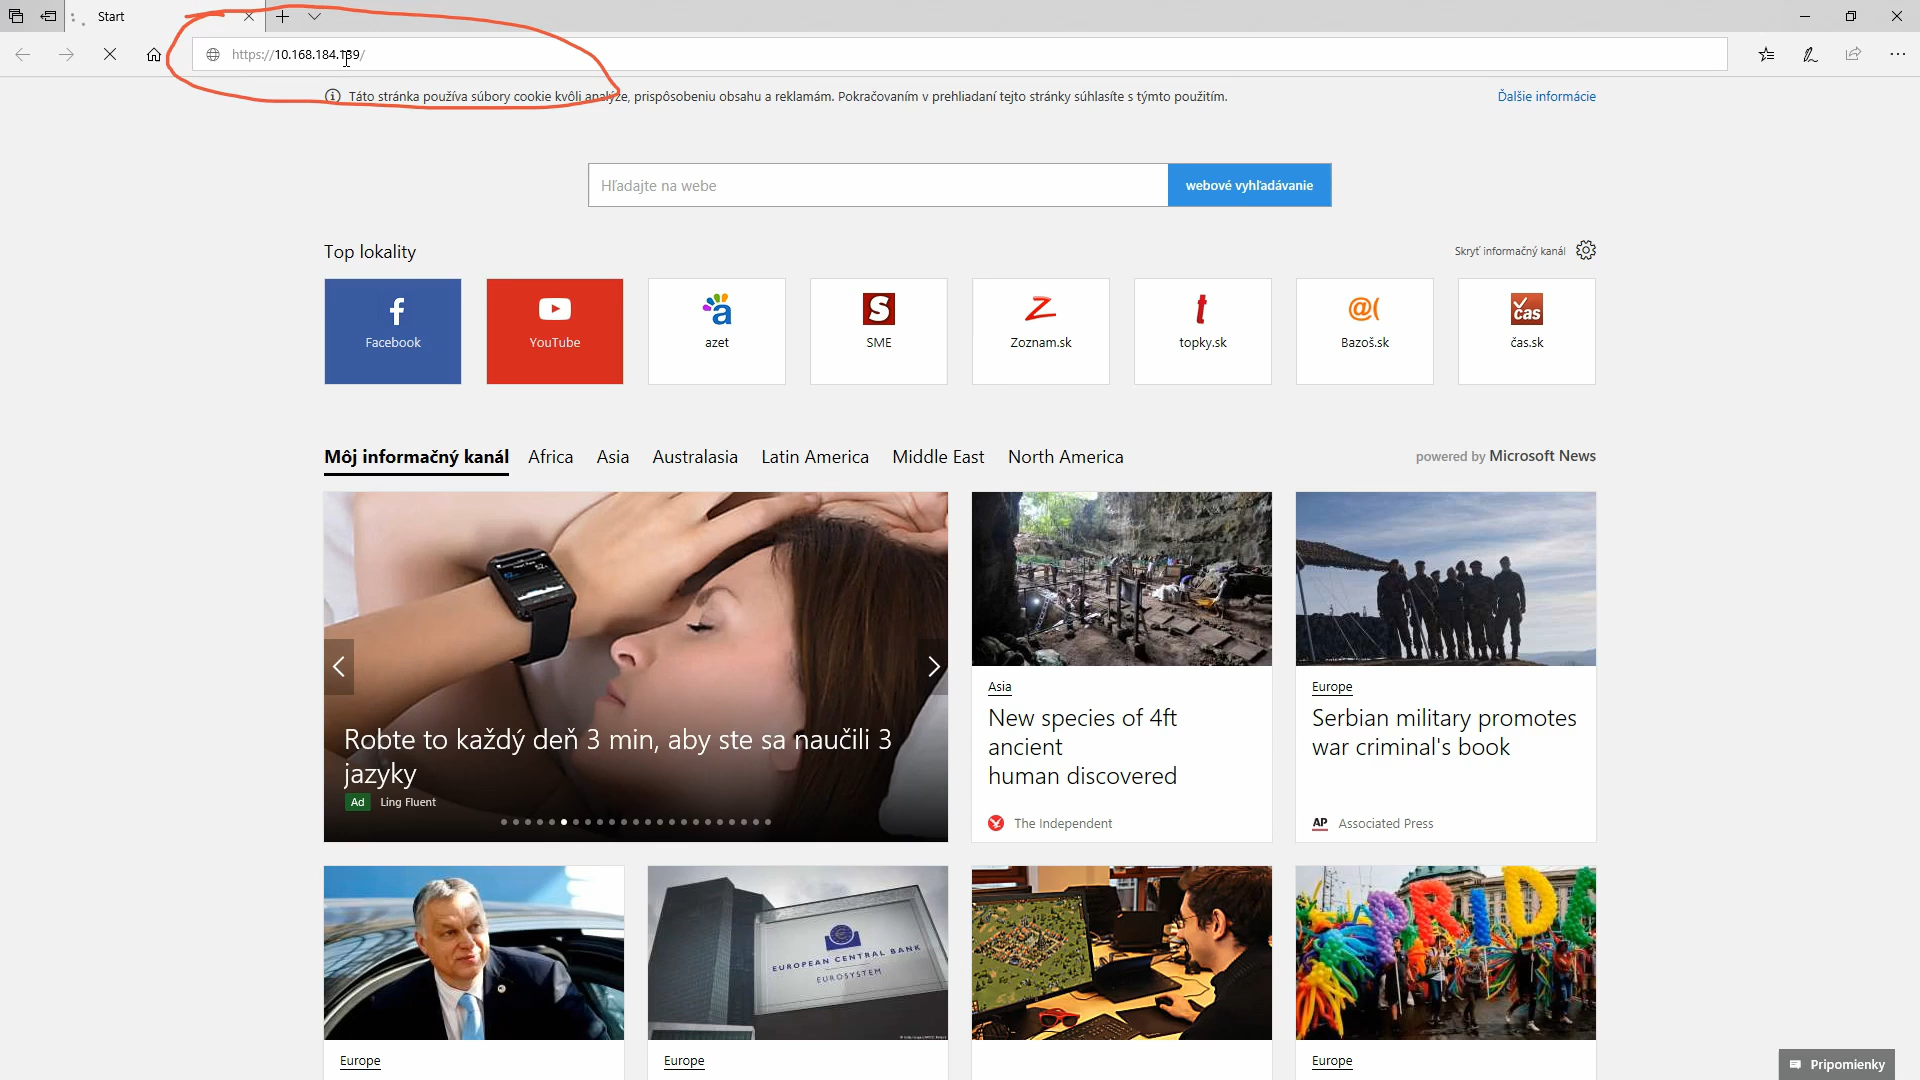 Start
https://10.168.184.139/
Táto stránka používa súbory cookie kvôli analýze, prispôsobeniu obsahu a reklamám. Pokračovaním v prehliadaní tejto stránky súhlasíte s týmto použitím.
Ďalšie informácie
Hľadajte na webe
webové vyhľadávanie
Top lokality
Skryť informačný kanál
Facebook
YouTube
azet
SME
Zoznam.sk
topky.sk
Bazoš.sk
čas.sk
Môj informačný kanál Africa Asia Australasia Latin America Middle East North America
powered by Microsoft News
Robte to každý deň 3 min, aby ste sa naučili 3
jazyky
Ad Ling Fluent
Asia
New species of 4ft
ancient
human discovered
The Independent
Europe
Serbian military promotes
war criminal's book
AP Associated Press
EUROPEAN CENTRAL BANK
EUROSYSTEM
PRIDE
Europe
Europe
Europe
Pripomienky